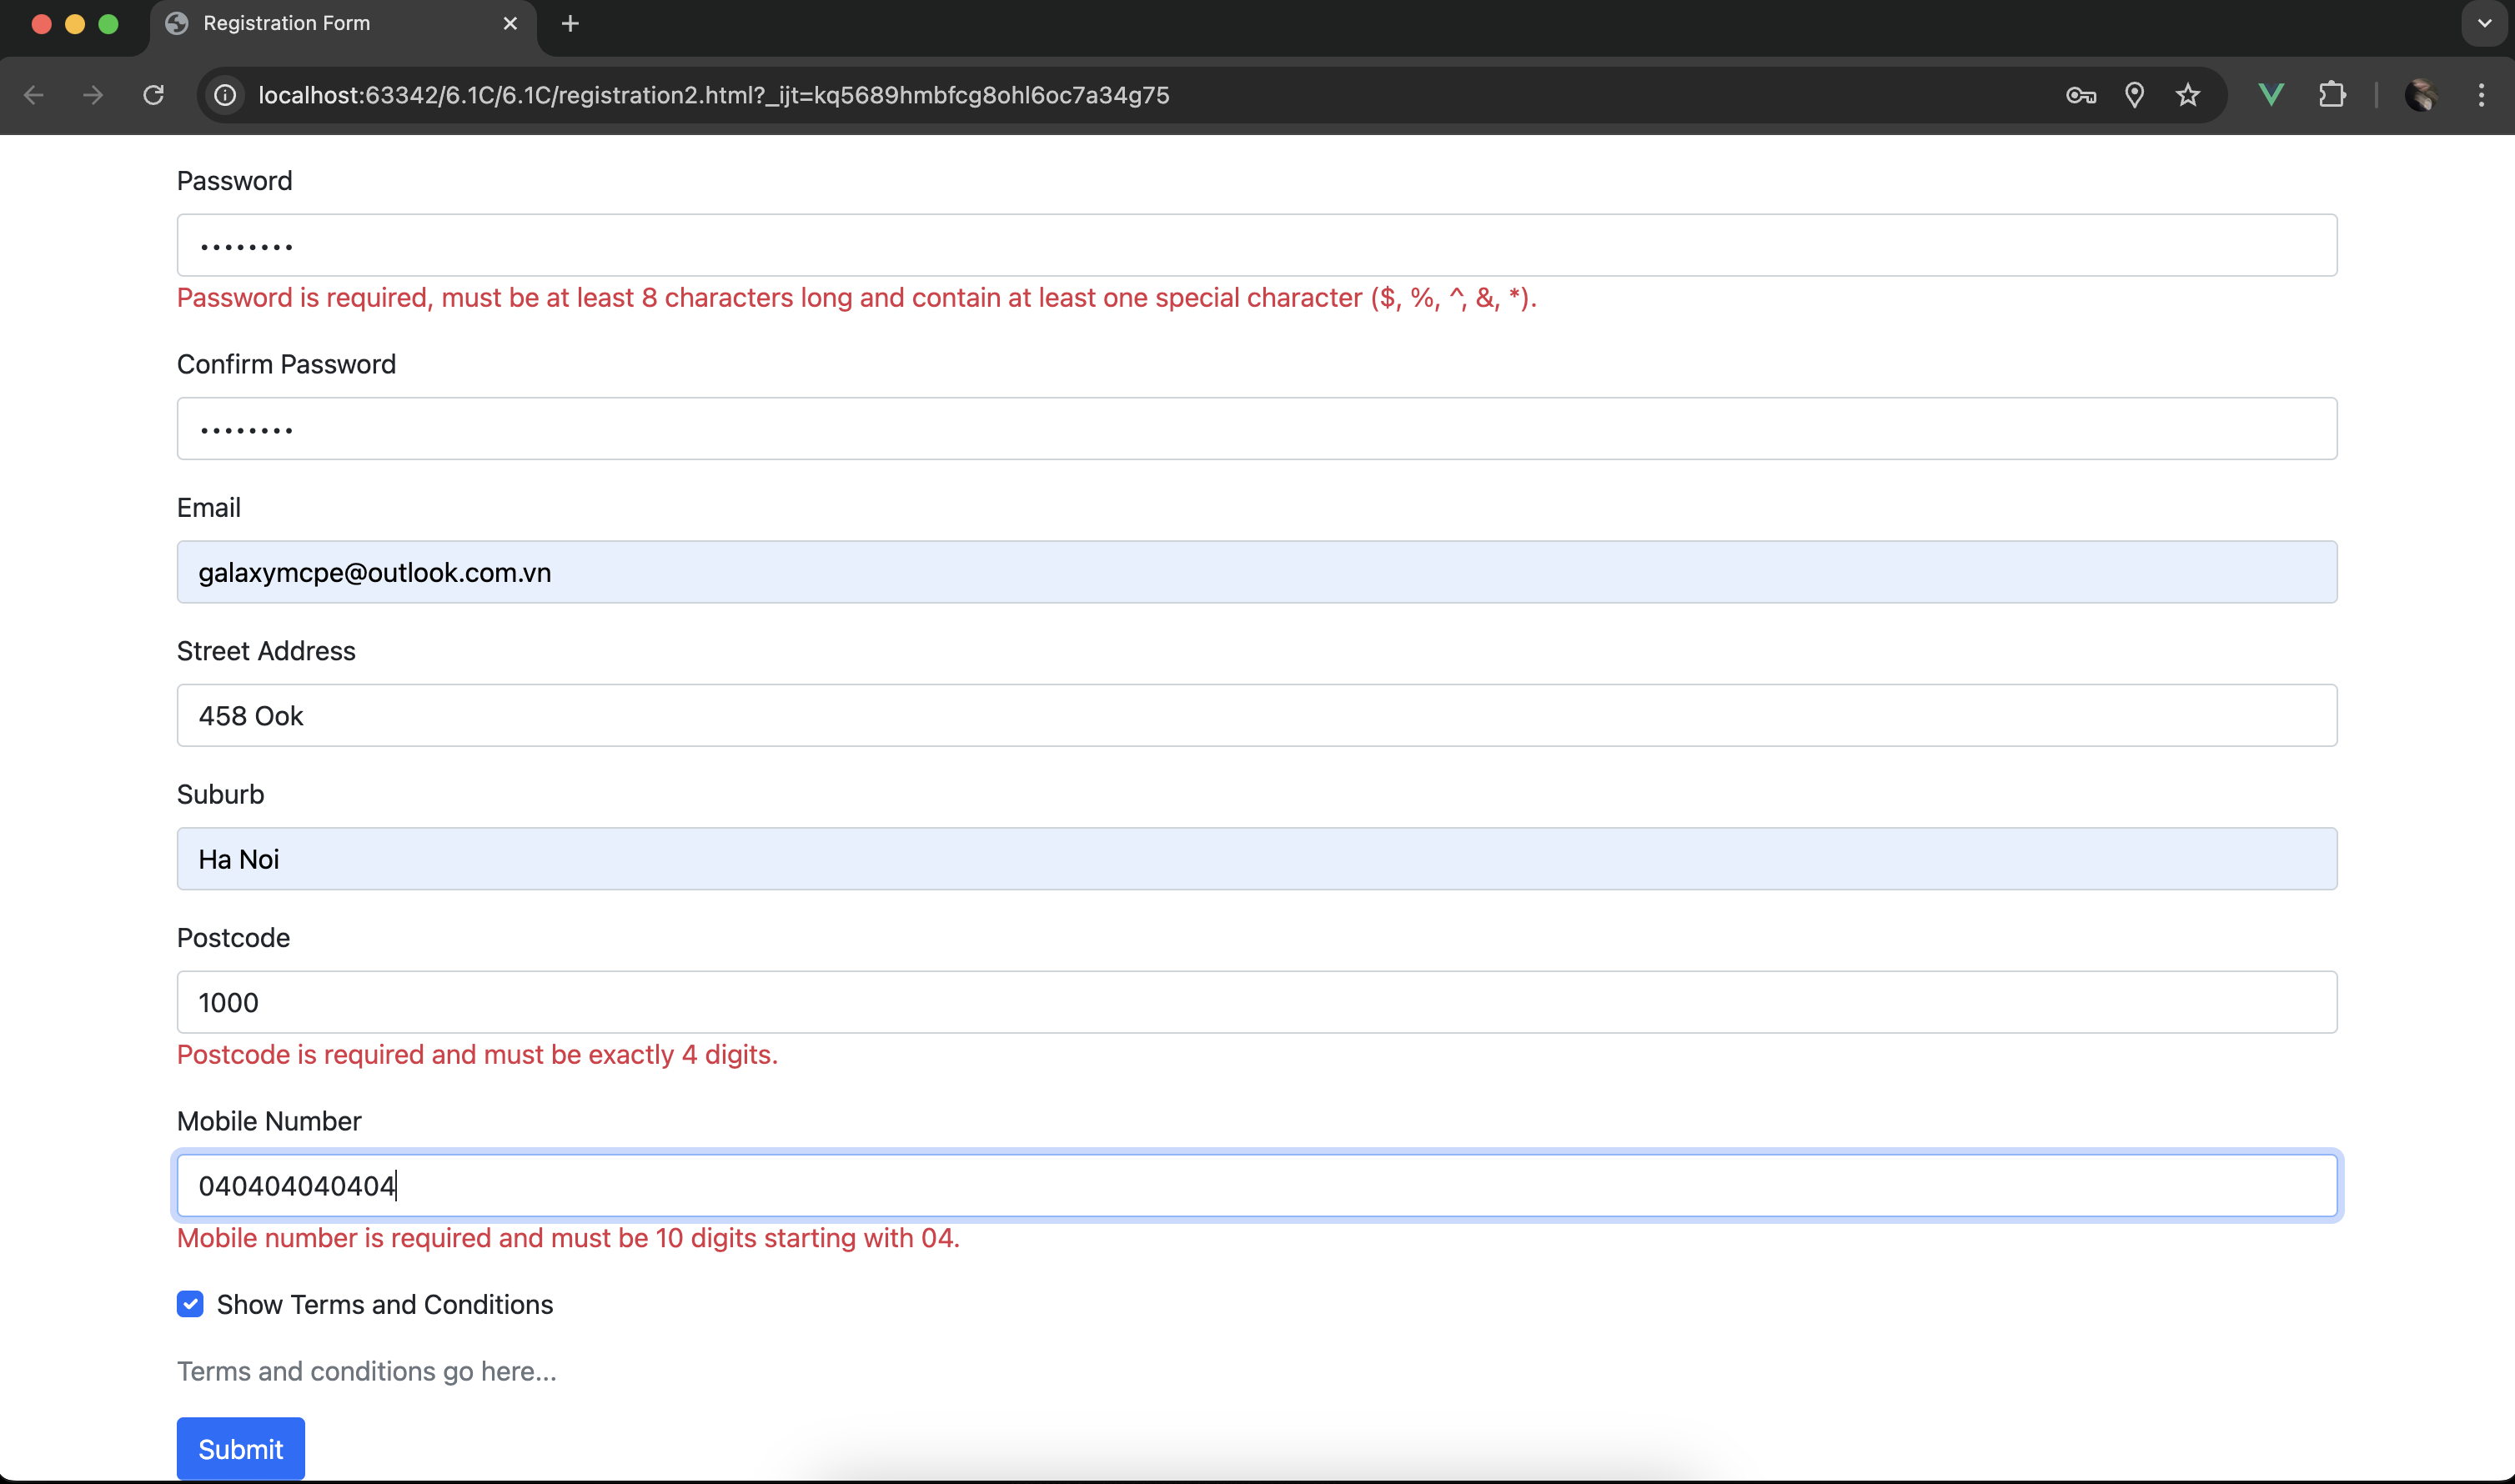 Registration Form
localhost:63342/6.1C/6.1C/registration2.html?_ijt=kq5689hmbfcg8ohl6oc7a34g75
Password
••••••••
Password is required, must be at least 8 characters long and contain at least one special character ($, %, ^, &, *).
Confirm Password
••••••••
Email
galaxymcpe@outlook.com.vn
Street Address
458 Ook
Suburb
Ha Noi
Postcode
1000
Postcode is required and must be exactly 4 digits.
Mobile Number
040404040404
Mobile number is required and must be 10 digits starting with 04.
Show Terms and Conditions
Terms and conditions go here...
Submit